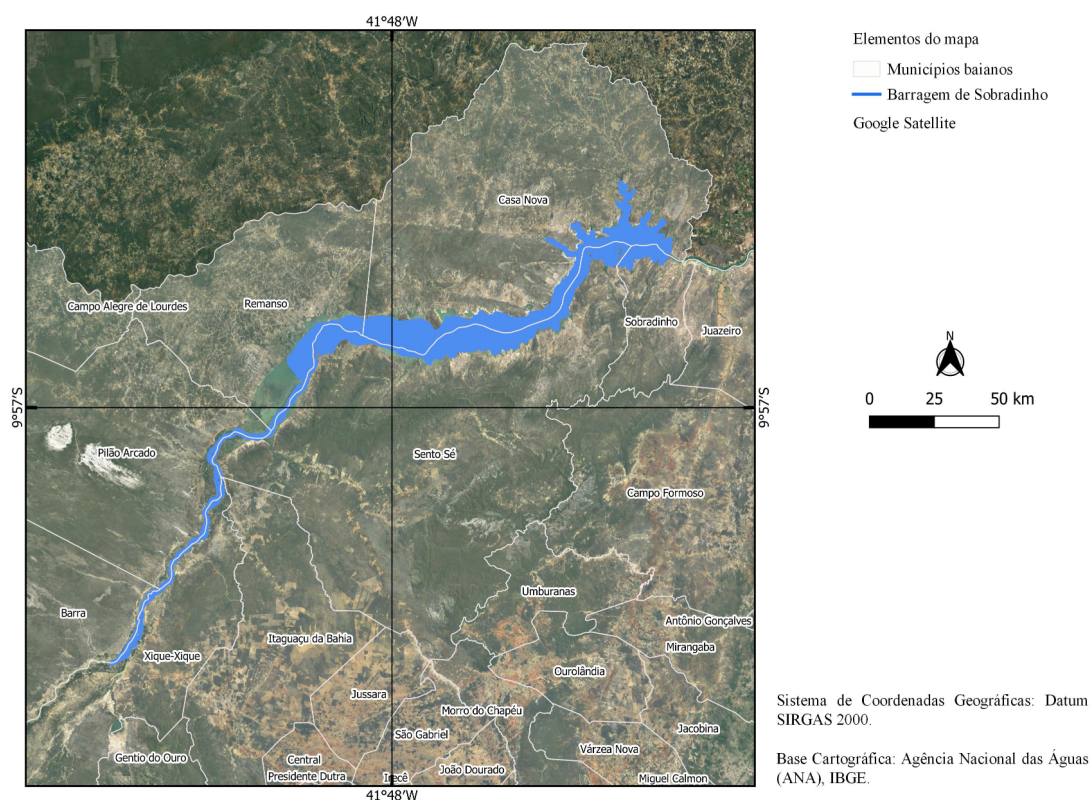 41°48'W
Elementos do mapa
Municípios baianos
Barragem de Sobradinho
Google Satellite
Casa Nova
Campo Alegre de Lourdes
Remanso
Sobradinho
Juazeiro
N
0 25 50 km
9°57'S
9°57'S
Pilão Arcado
Sento Sé
Campo Formoso
Umburanas
Barra
Antônio Gonçalves
Itaguaçu da Bahia
Mirangaba
Xique-Xique
Ourolândia
Jussara
Morro do Chapéu
Sistema de Coordenadas Geográficas: Datum
SIRGAS 2000.
São Gabriel
Jacobina
Várzea Nova
Gentio do Ouro
Central
Base Cartográfica: Agência Nacional das Águas
(ANA), IBGE.
Presidente Dutra
Irecê
João Dourado
Miguel Calmon
41°48'W